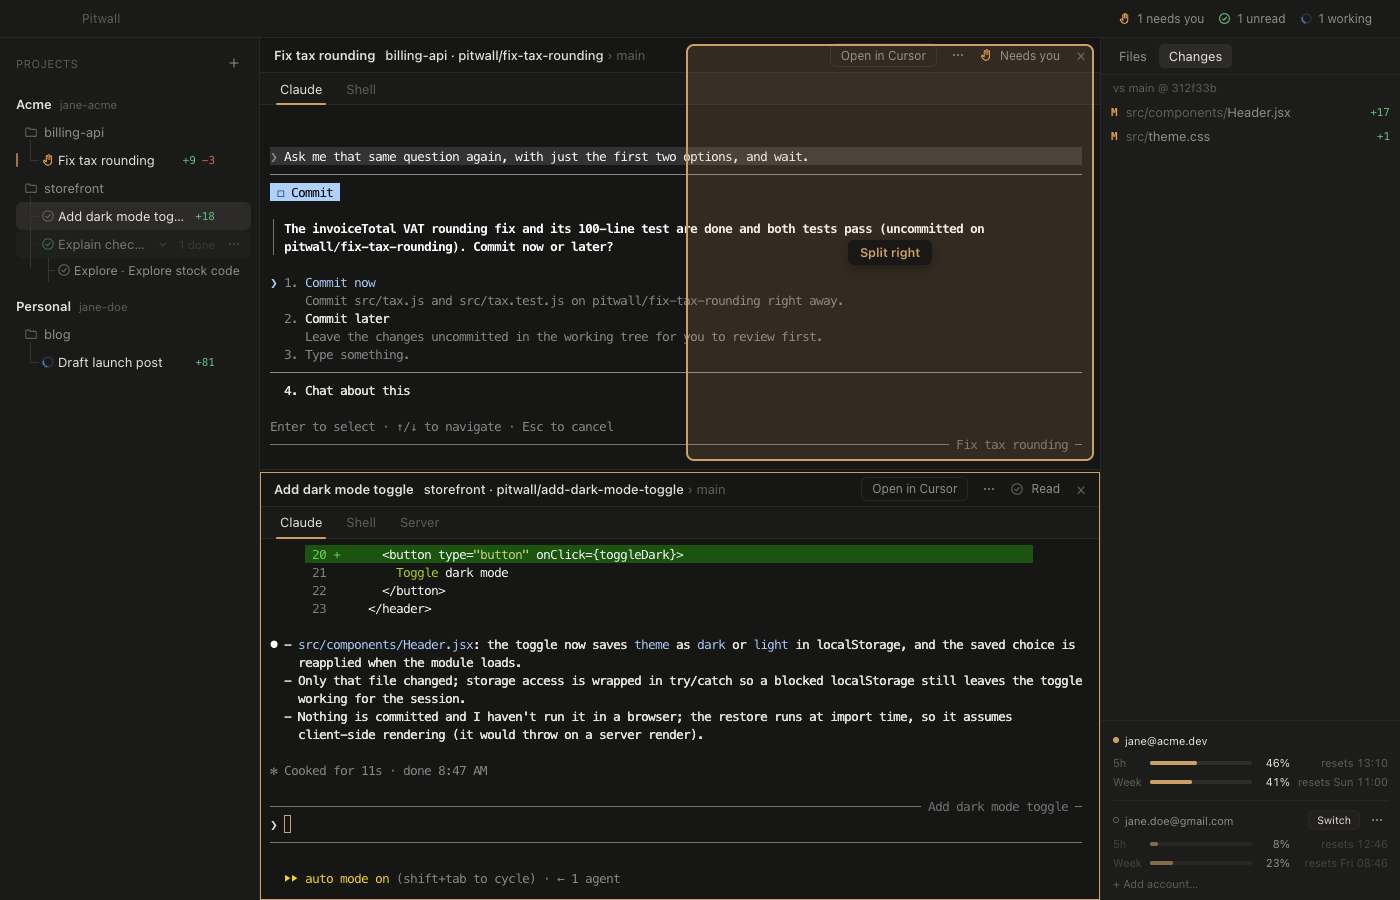 Pitwall
1 needs you
1 unread
1 working
PROJECTS
+
Acme jane-acme
billing-api
Fix tax rounding +9 −3
storefront
Add dark mode tog... +18
Explain chec... 1 done ···
Explore · Explore stock code
Personal jane-doe
blog
Draft launch post +81
Fix tax rounding billing-api · pitwall/fix-tax-rounding › main
Open in Cursor ··· Needs you ×
Claude Shell
❯ Ask me that same question again, with just the first two options, and wait.
☐ Commit
The invoiceTotal VAT rounding fix and its 100-line test are done and both tests pass (uncommitted on
pitwall/fix-tax-rounding). Commit now or later?
Split right
❯ 1. Commit now
Commit src/tax.js and src/tax.test.js on pitwall/fix-tax-rounding right away.
2. Commit later
Leave the changes uncommitted in the working tree for you to review first.
3. Type something.
4. Chat about this
Enter to select · ↑/↓ to navigate · Esc to cancel
Fix tax rounding
Add dark mode toggle storefront · pitwall/add-dark-mode-toggle › main
Open in Cursor ··· Read ×
Claude Shell Server
20 + <button type="button" onClick={toggleDark}>
21 Toggle dark mode
22 </button>
23 </header>
● – src/components/Header.jsx: the toggle now saves theme as dark or light in localStorage, and the saved choice is
reapplied when the module loads.
– Only that file changed; storage access is wrapped in try/catch so a blocked localStorage still leaves the toggle
working for the session.
– Nothing is committed and I haven't run it in a browser; the restore runs at import time, so it assumes
client-side rendering (it would throw on a server render).
✻ Cooked for 11s · done 8:47 AM
Add dark mode toggle
❯
⏵⏵ auto mode on (shift+tab to cycle) · ← 1 agent
Files Changes
vs main @ 312f33b
M src/components/Header.jsx +17
M src/theme.css +1
jane@acme.dev
5h 46% resets 13:10
Week 41% resets Sun 11:00
jane.doe@gmail.com Switch ···
5h 8% resets 12:46
Week 23% resets Fri 08:46
+ Add account...